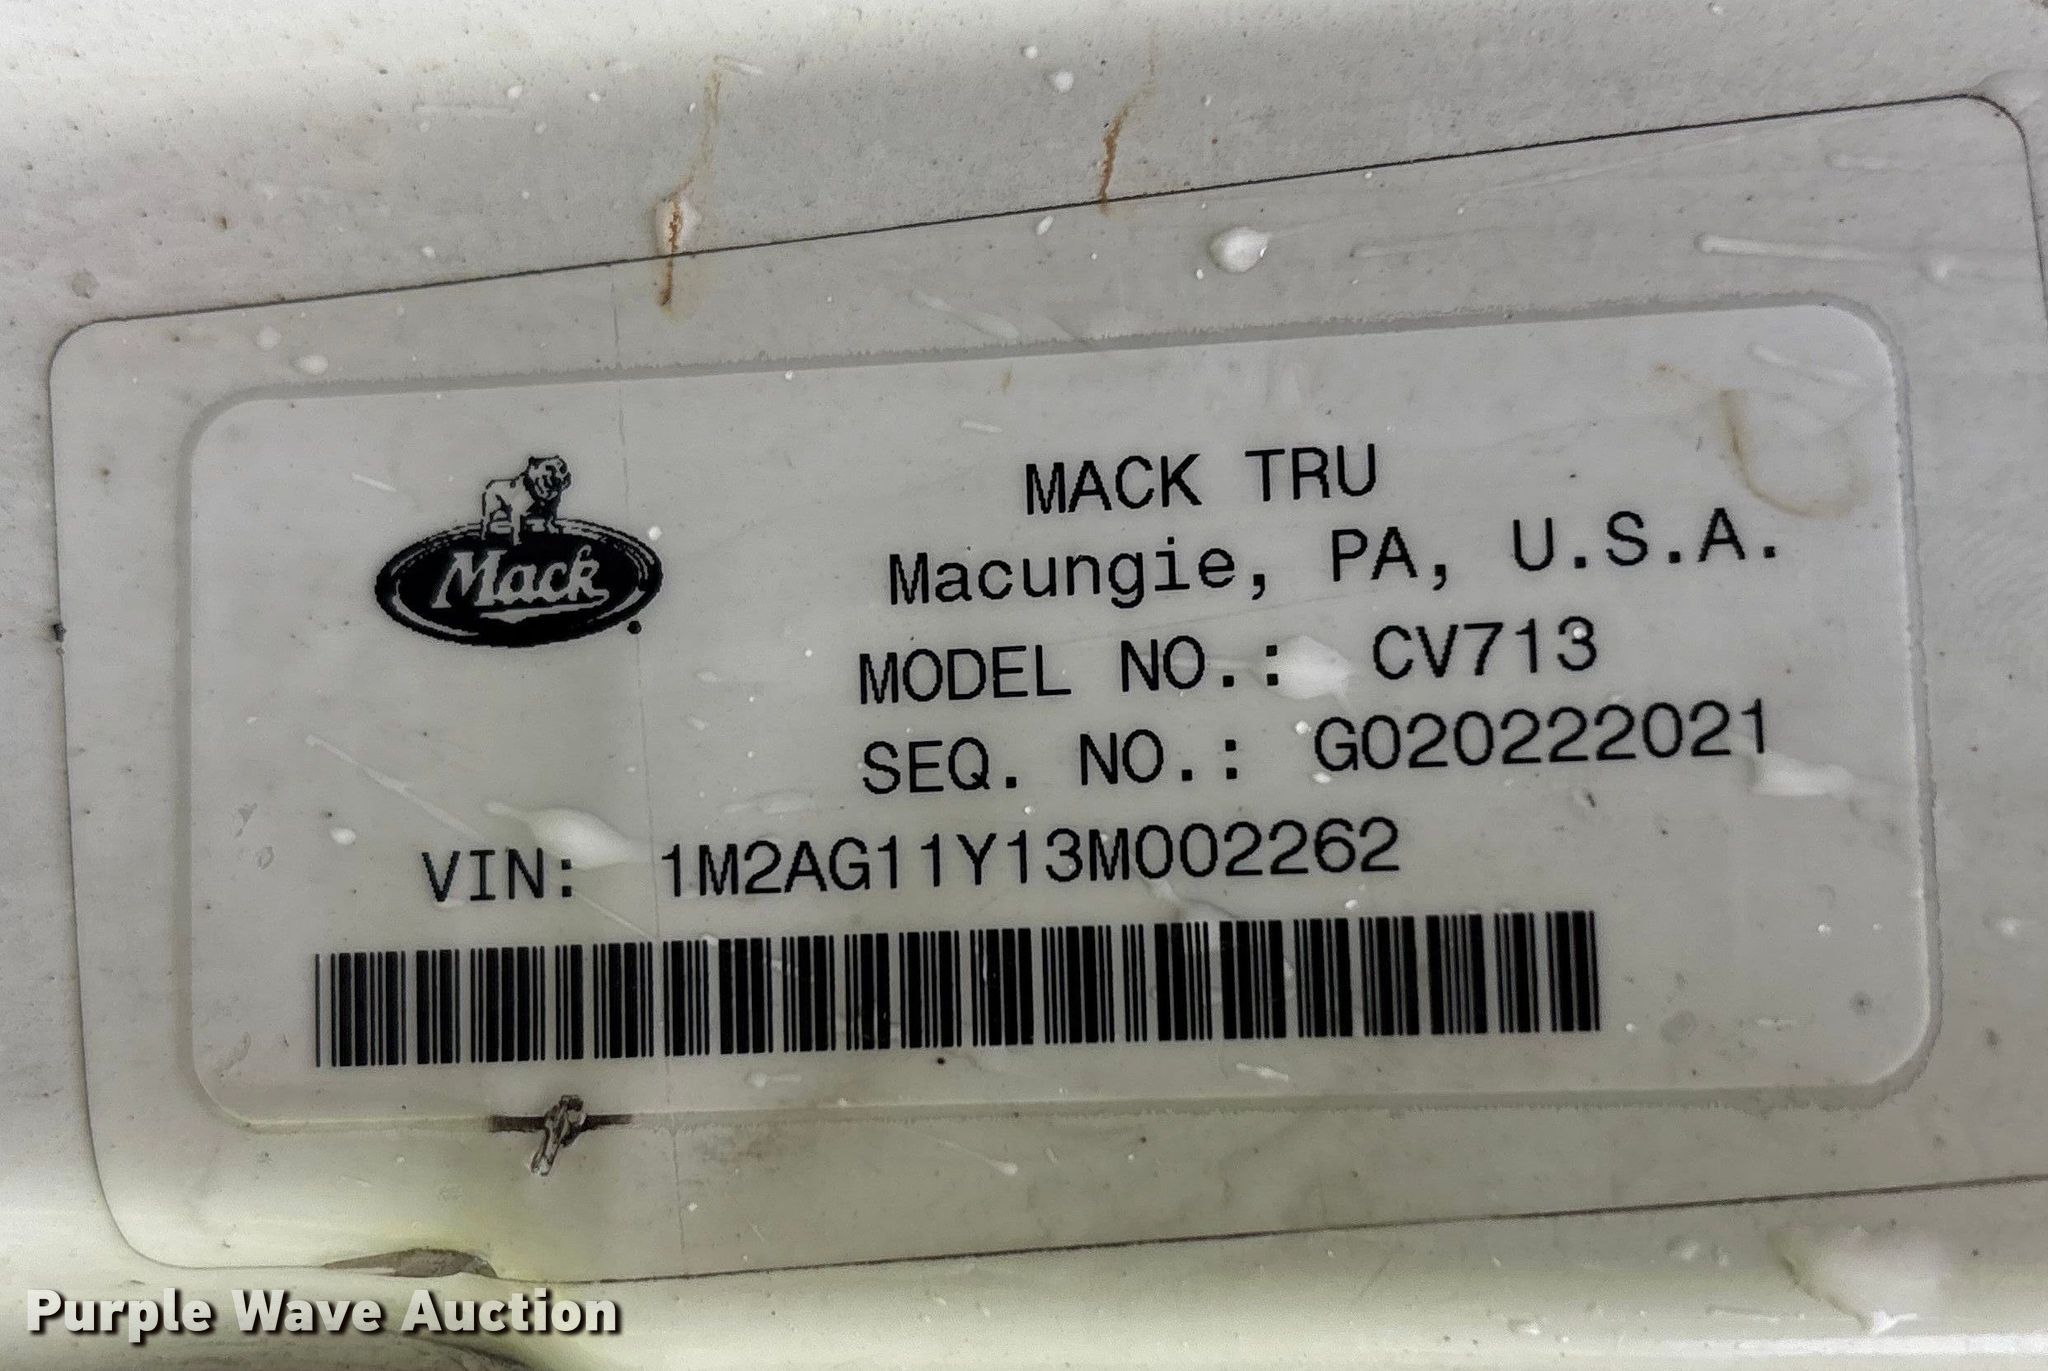 Mack
MACK TRU
Macungie, PA, U.S.A.
MODEL NO.: CV713
SEQ. NO.: G020222021
VIN: 1M2AG11Y13M002262
Purple Wave Auction